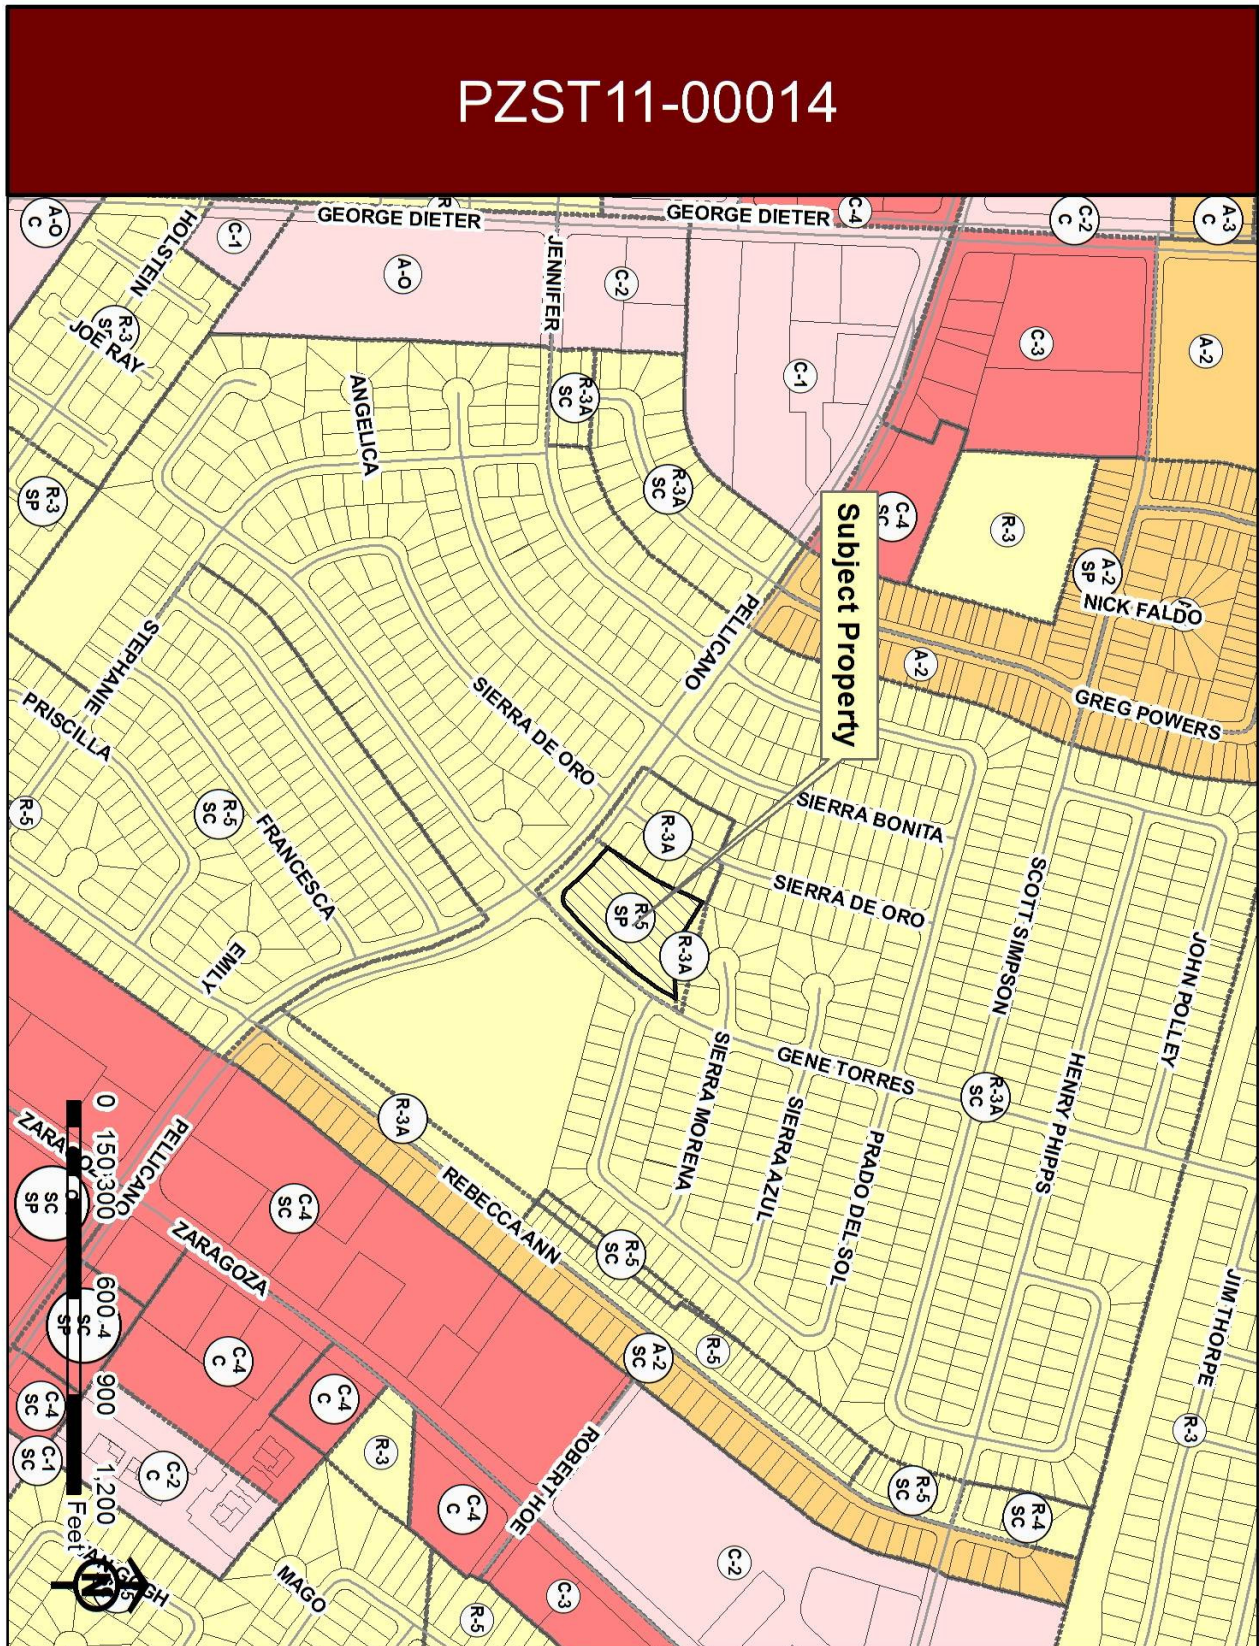 PZST11-00014
GEORGE DIETER
GEORGE DIETER
A-O
C
HOLSTEIN
C-1
R
JENNIFER
C-4
C-2
C
A-3
C
A-O
C-2
C-3
A-2
R-3
SC
JOE RAY
C-1
ANGELICA
R-3A
SC
R-3A
SC
C-4
SC
R-3
SP
Subject Property
R-3
A-2
SP
NICK FALDO
PELLICANO
A-2
GREG POWERS
STEPHANIE
PRISCILLA
SIERRA DE ORO
SIERRA BONITA
R-5
R-5
SC
FRANCESCA
R-3A
SIERRA DE ORO
SCOTT SIMPSON
R-5
SP
R-3A
EMILY
JOHN POLLEY
SIERRA MORENA
GENE TORRES
R-3A
SC
HENRY PHIPPS
R-3A
SIERRA AZUL
PRADO DEL SOL
PELLICANO
REBECCA ANN
SC
SP
C-4
SC
ZARAGOZA
R-5
SC
JIM THORPE
-4
SC
SP
C-4
C
A-2
SC
R-5
C-4
C
R-3
R-3
C-4
SC
C-1
SC
C-2
C
C-4
C
ROBERT HOE
R-5
SC
R-4
SC
C-2
C-3
MAGO
R-5
0 150 300 600 900 1,200
Feet
N